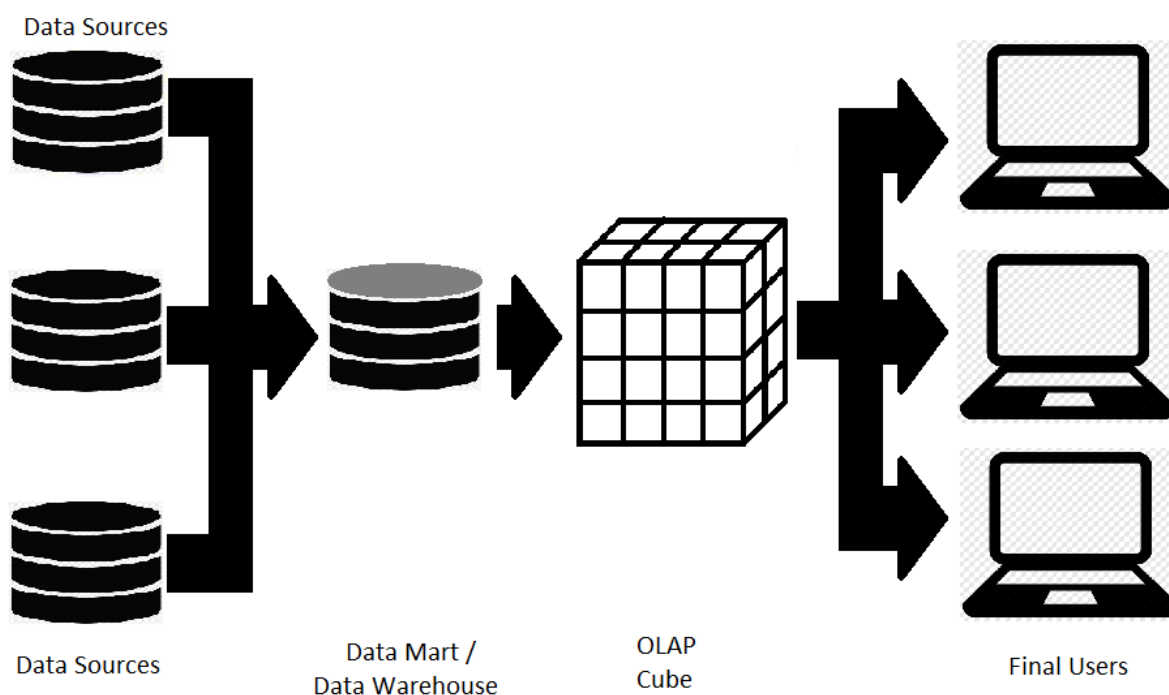 Data Sources
Data Sources
Data Mart /
Data Warehouse
OLAP
Cube
Final Users